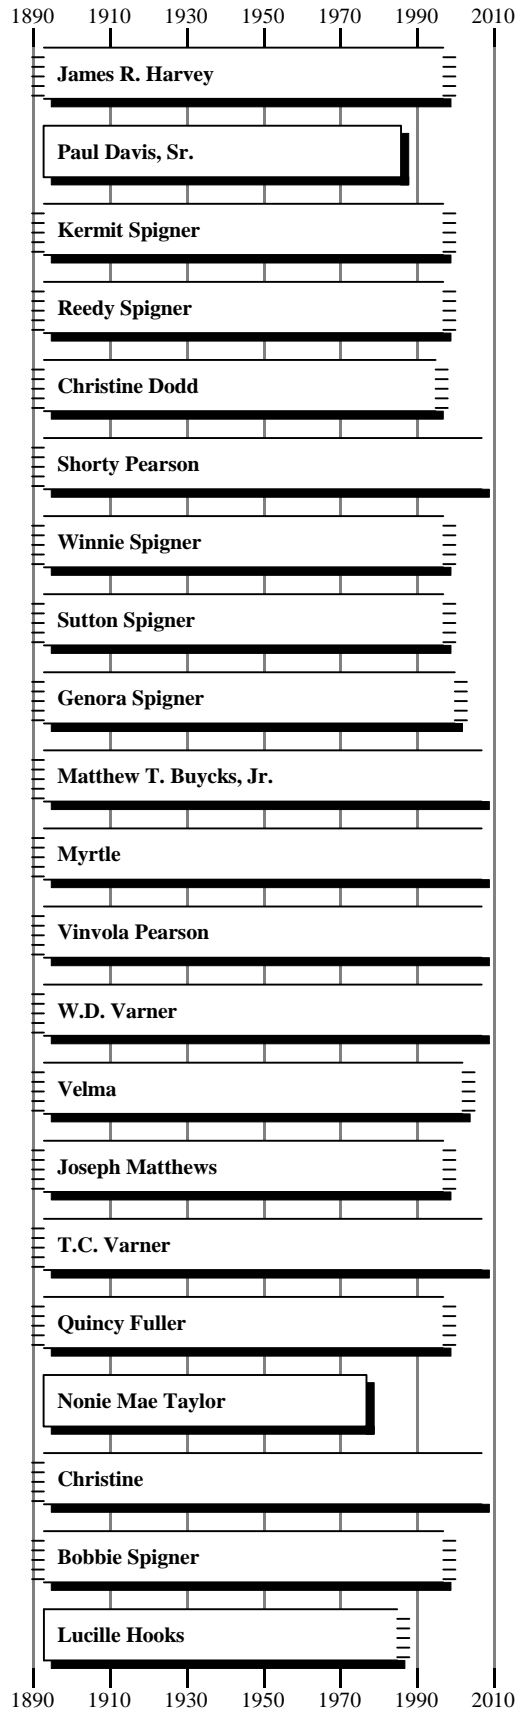 1890 1910 1930 1950 1970 1990 2010
James R. Harvey
Paul Davis, Sr.
Kermit Spigner
Reedy Spigner
Christine Dodd
Shorty Pearson
Winnie Spigner
Sutton Spigner
Genora Spigner
Matthew T. Buycks, Jr.
Myrtle
Vinvola Pearson
W.D. Varner
Velma
Joseph Matthews
T.C. Varner
Quincy Fuller
Nonie Mae Taylor
Christine
Bobbie Spigner
Lucille Hooks
1890 1910 1930 1950 1970 1990 2010